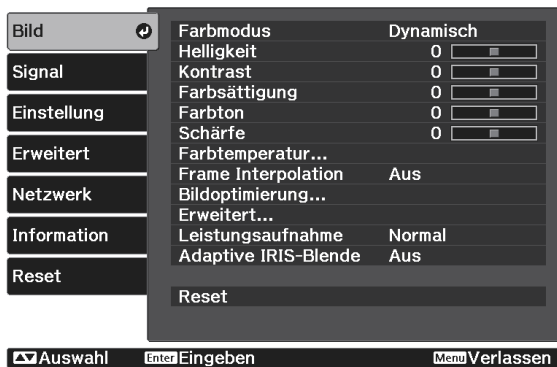 Bild
Signal
Einstellung
Erweitert
Netzwerk
Information
Reset
Farbmodus Dynamisch
Helligkeit 0
Kontrast 0
Farbsättigung 0
Farbton 0
Schärfe 0
Farbtemperatur...
Frame Interpolation Aus
Bildoptimierung...
Erweitert...
Leistungsaufnahme Normal
Adaptive IRIS-Blende Aus
Reset
Auswahl Enter Eingeben Menu Verlassen